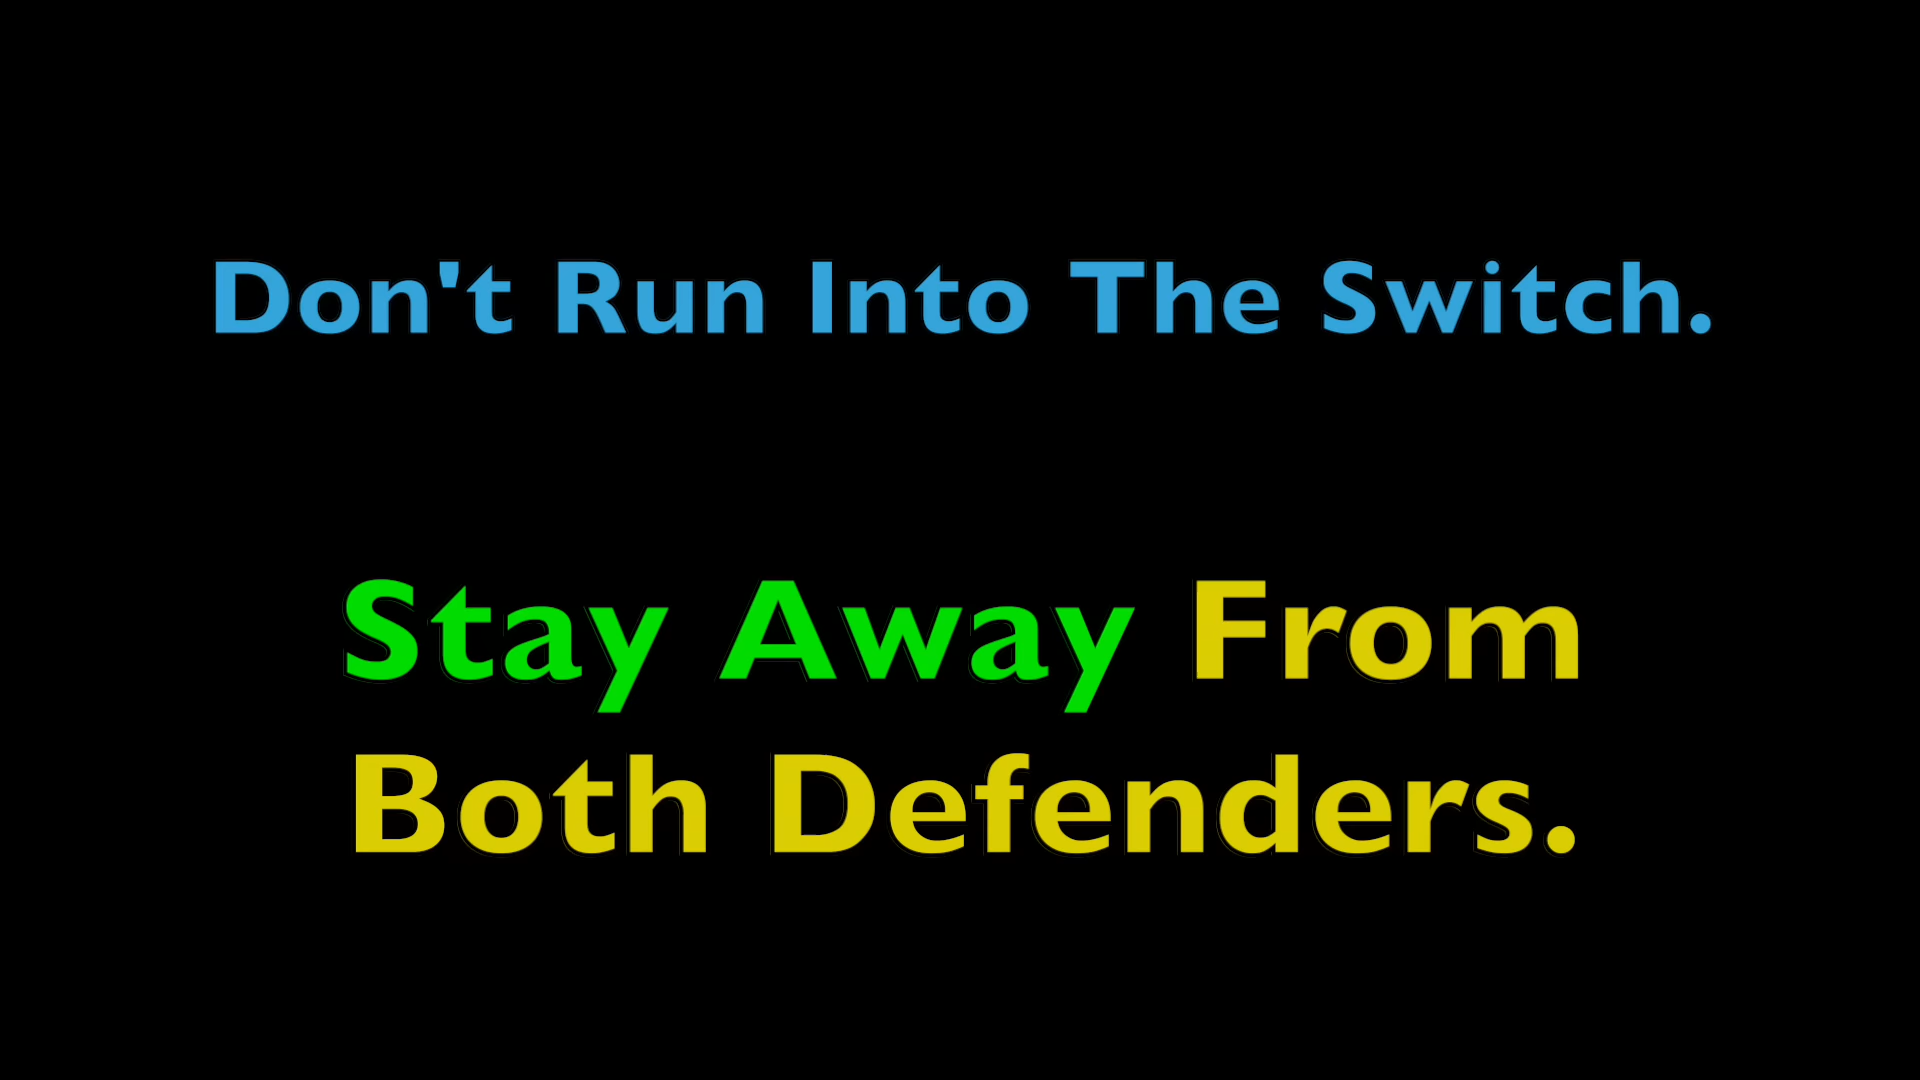 Don't Run Into The Switch.
Stay Away From
Both Defenders.